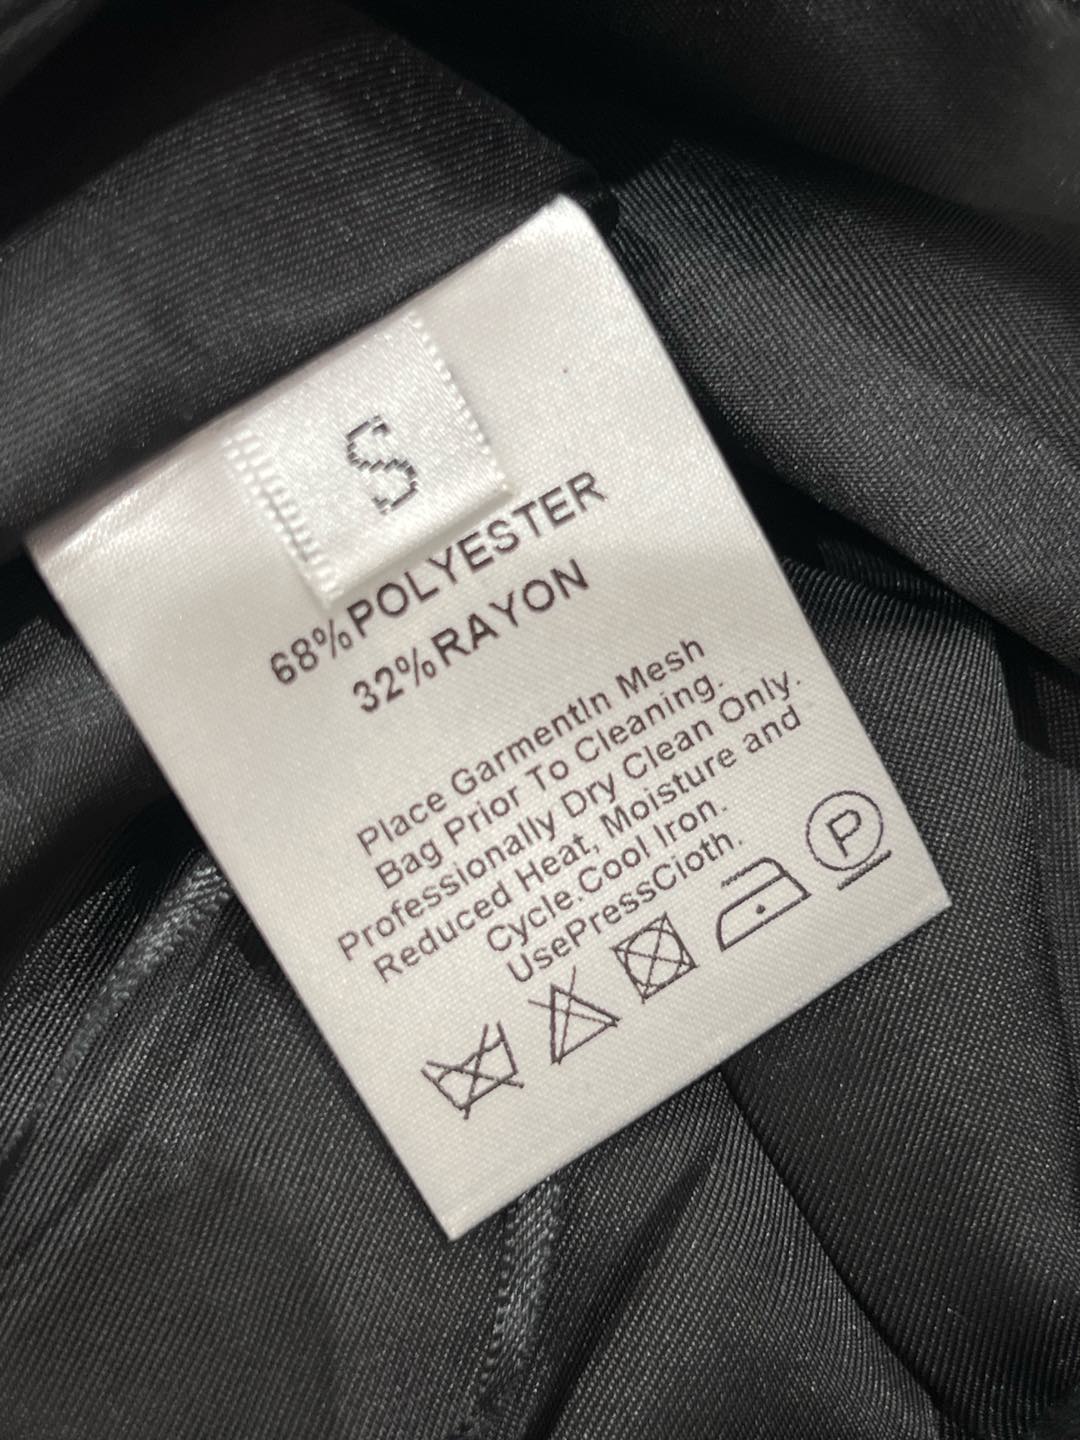 S
68%POLYESTER
32%RAYON
Place GarmentIn Mesh
Bag Prior To Cleaning.
Professionally Dry Clean Only.
Reduced Heat, Moisture and
Cycle.Cool Iron.
UsePressCloth.
P